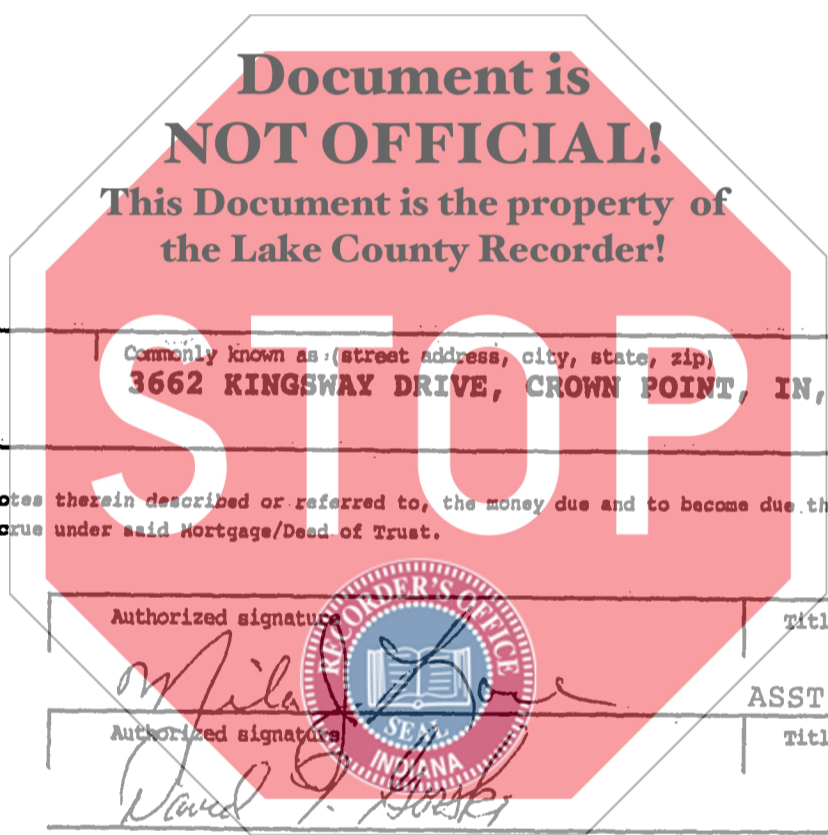 Document is
NOT OFFICIAL!
This Document is the property of
the Lake County Recorder!
STOP
Commonly known as (street address, city, state, zip)
3662 KINGSWAY DRIVE, CROWN POINT, IN,
otes therein described or referred to, the money due and to become due th
crue under said Mortgage/Deed of Trust.
Authorized signature
Titl
RECORDER'S OFFICE
SEAL
INDIANA
ASST
Authorized signature
Titl
David